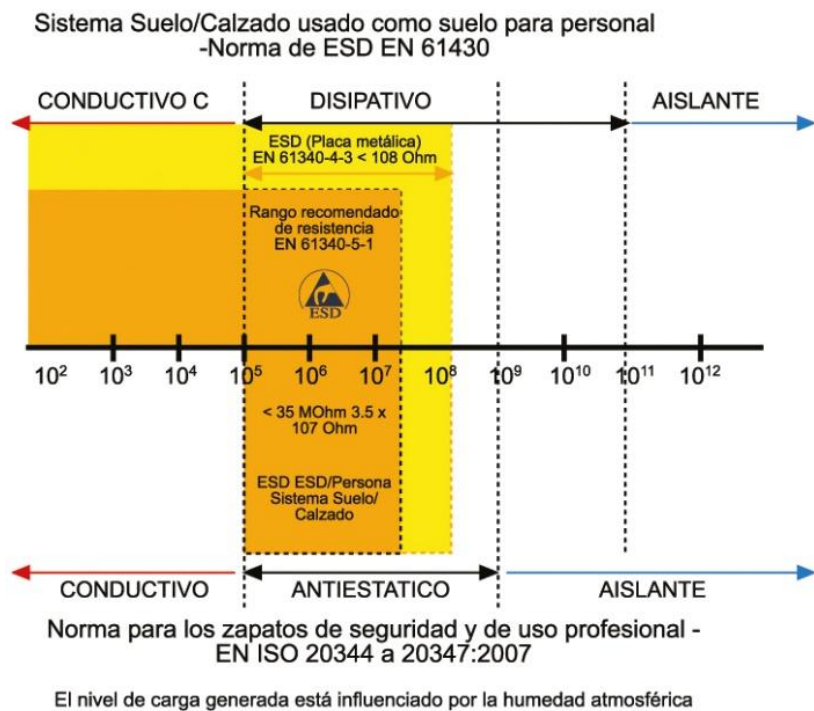 Sistema Suelo/Calzado usado como suelo para personal
-Norma de ESD EN 61430
CONDUCTIVO C
DISIPATIVO
AISLANTE
ESD (Placa metálica)
EN 61340-4-3 < 108 Ohm
Rango recomendado
de resistencia
EN 61340-5-1
ESD
10² 10³ 10⁴ 10⁵ 10⁶ 10⁷ 10⁸ 10⁹ 10¹⁰ 10¹¹ 10¹²
< 35 MOhm 3.5 x
107 Ohm
ESD ESD/Persona
Sistema Suelo/
Calzado
CONDUCTIVO
ANTIESTATICO
AISLANTE
Norma para los zapatos de seguridad y de uso profesional -
EN ISO 20344 a 20347:2007
El nivel de carga generada está influenciado por la humedad atmosférica